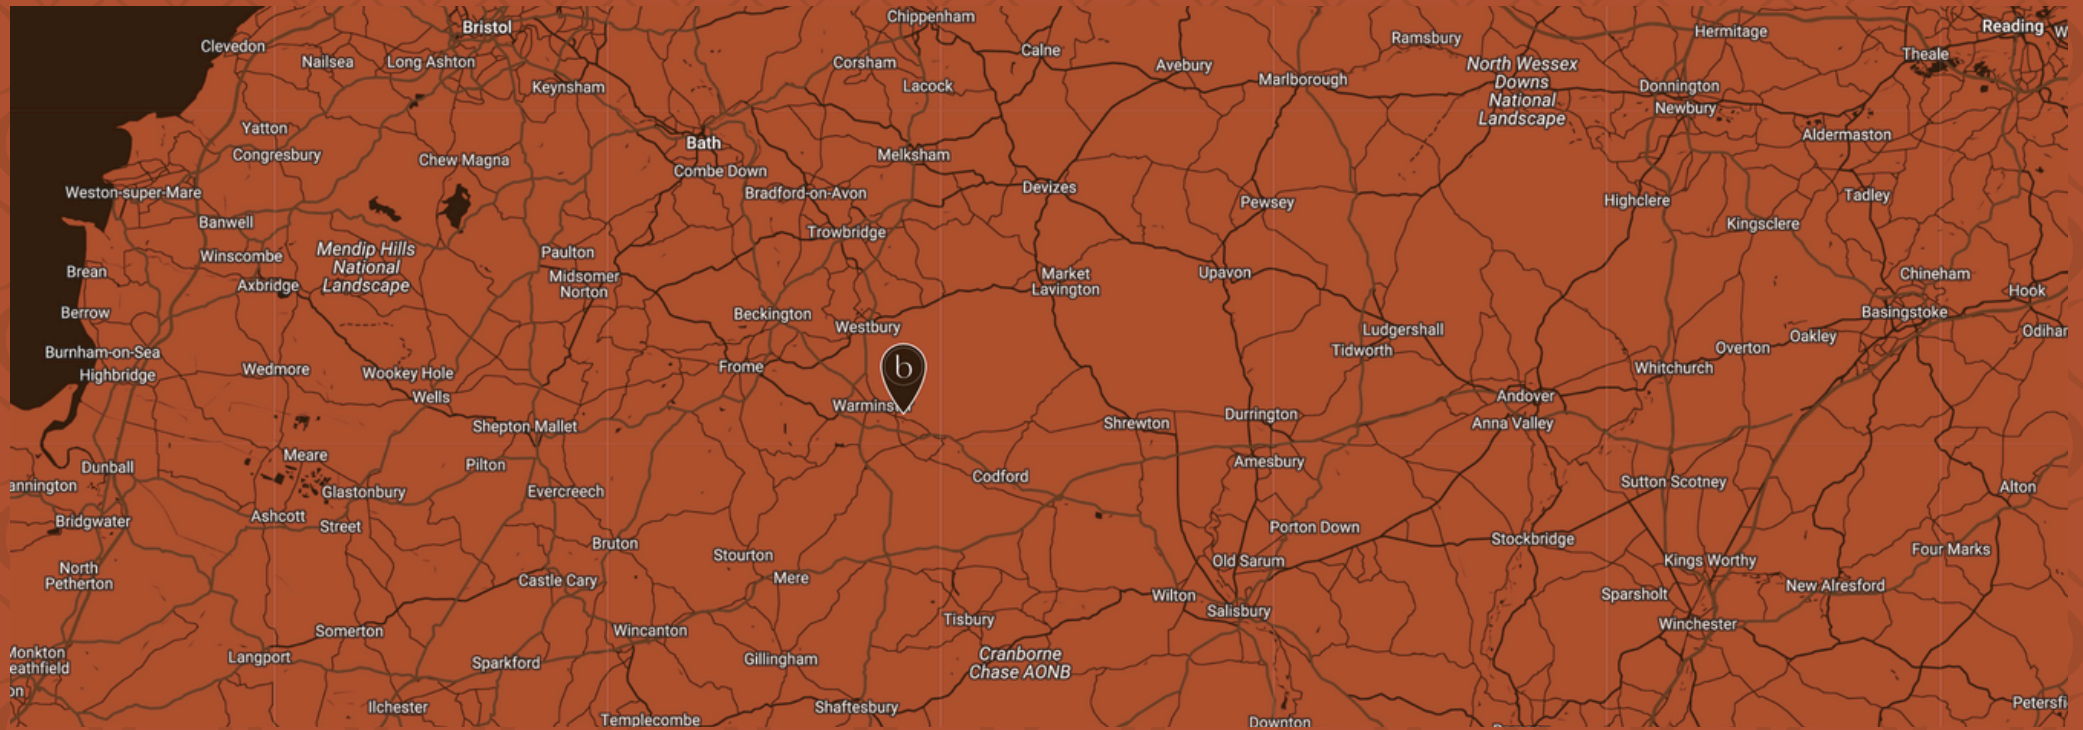 Chippenham
Bristol
Reading
W
Clevedon
Hermitage
Ramsbury
Calne
Theale
Nailsea
Long Ashton
Corsham
Avebury
North Wessex
Downs
National
Landscape
Marlborough
Keynsham
Lacock
Donnington
Newbury
Yatton
Aldermaston
Bath
Congresbury
Chew Magna
Melksham
Combe Down
Weston-super-Mare
Bradford-on-Avon
Devizes
Pewsey
Highclere
Tadley
Banwell
Kingsclere
Trowbridge
Mendip Hills
National
Landscape
Winscombe
Paulton
Brean
Midsomer
Norton
Market
Lavington
Upavon
Chineham
Axbridge
Hook
Berrow
Beckington
Basingstoke
Westbury
Ludgershall
Odihar
Oakley
Burnham-on-Sea
Tidworth
Overton
Highbridge
Wedmore
Wookey Hole
Frome
b
Whitchurch
Wells
Andover
Warminst
Durrington
Shepton Mallet
Shrewton
Anna Valley
Meare
Dunball
Pilton
Amesbury
Codford
annington
Glastonbury
Evercreech
Sutton Scotney
Alton
Ashcott
Bridgwater
Street
Porton Down
Bruton
Stockbridge
Stourton
Four Marks
Old Sarum
Kings Worthy
North
Petherton
Castle Cary
Mere
New Alresford
Wilton
Sparsholt
Salisbury
Tisbury
Winchester
Somerton
Wincanton
Monkton
eathfield
Langport
Sparkford
Gillingham
Cranborne
Chase AONB
on
Ilchester
Shaftesbury
Petersfi
Templecombe
Downton